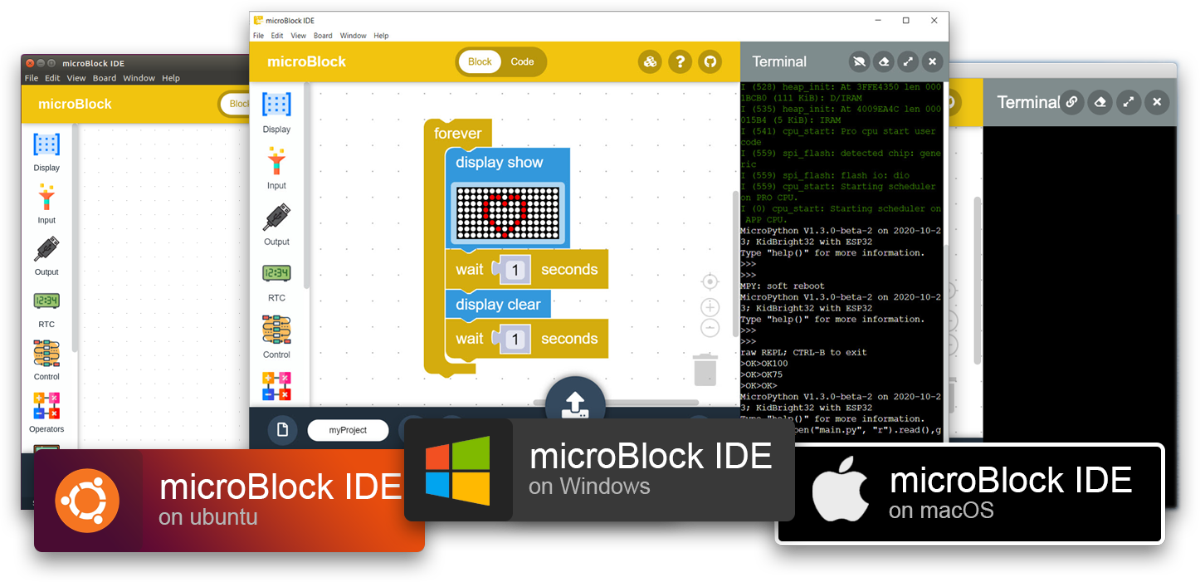 microBlock IDE
File Edit View Board Window Help
microBlock
Block
Display
Input
Output
RTC
Control
Operators
microBlock IDE
File Edit View Board Window Help
microBlock
Block Code
Display
Input
Output
12:34
RTC
Control
forever
display show
wait 1 seconds
display clear
wait 1 seconds
myProject
Terminal
I (528) heap_init: At 3FFE4350 len 000
1BCB0 (111 KiB): D/IRAM
I (535) heap_init: At 4009EA4C len 000
015B4 (5 KiB): IRAM
I (541) cpu_start: Pro cpu start user
code
I (559) spi_flash: detected chip: gene
ric
I (559) spi_flash: flash io: dio
I (559) cpu_start: Starting scheduler
on PRO CPU.
I (0) cpu_start: Starting scheduler on
APP CPU.
MicroPython V1.3.0-beta-2 on 2020-10-2
3; KidBright32 with ESP32
Type "help()" for more information.
>>>
>>>
MPY: soft reboot
MicroPython V1.3.0-beta-2 on 2020-10-2
3; KidBright32 with ESP32
Type "help()" for more information.
>>>
>>>
raw REPL; CTRL-B to exit
>OK>OK100
>OK>OK75
>OK>OK>
MicroPython V1.3.0-beta-2 on 2020-10-2
3; KidBright32 with ESP32
Type "help()" for more information.
pen("main.py", "r").read(),g
Terminal
microBlock IDE
on ubuntu
microBlock IDE
on Windows
microBlock IDE
on macOS